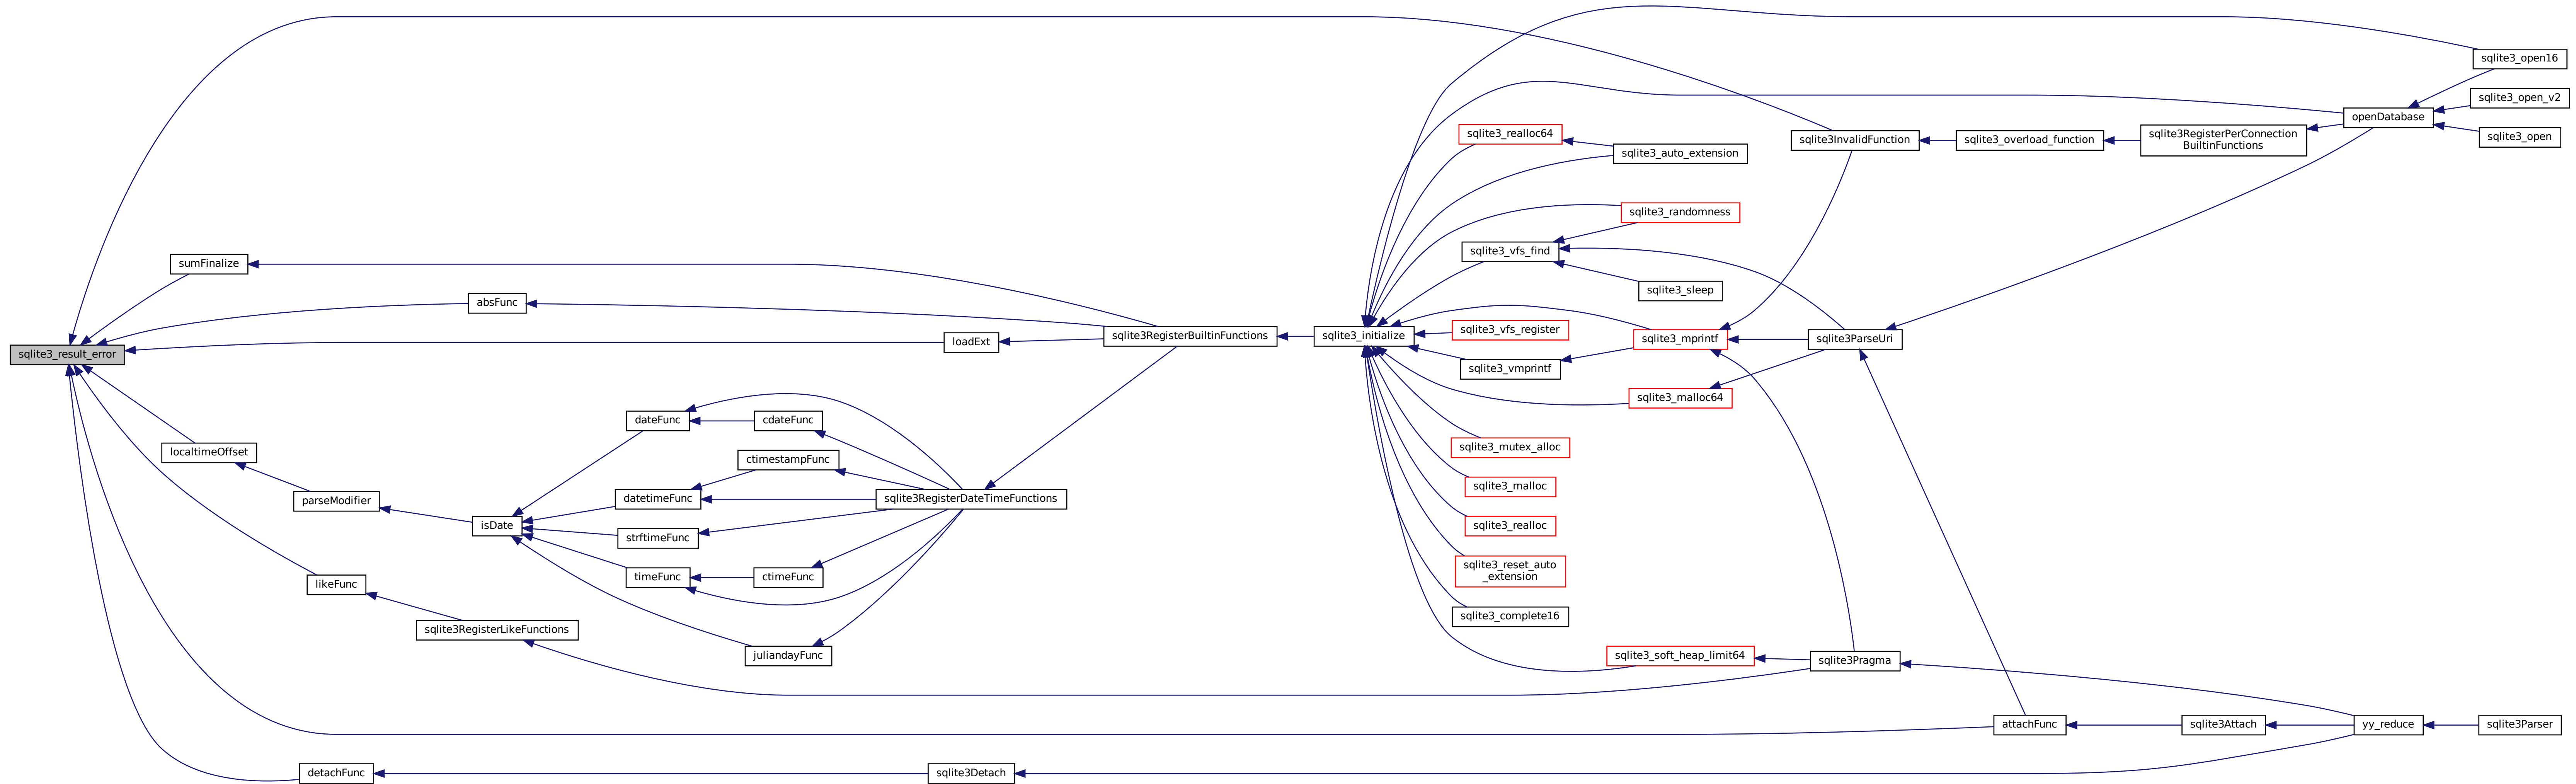 sqlite3_result_error
sumFinalize
absFunc
loadExt
localtimeOffset
parseModifier
isDate
dateFunc
cdateFunc
ctimestampFunc
datetimeFunc
strftimeFunc
timeFunc
ctimeFunc
juliandayFunc
sqlite3RegisterDateTimeFunctions
likeFunc
sqlite3RegisterLikeFunctions
detachFunc
sqlite3Detach
sqlite3RegisterBuiltinFunctions
sqlite3_initialize
sqlite3_realloc64
sqlite3_auto_extension
sqlite3_randomness
sqlite3_vfs_find
sqlite3_sleep
sqlite3_vfs_register
sqlite3_mprintf
sqlite3_vmprintf
sqlite3_malloc64
sqlite3_mutex_alloc
sqlite3_malloc
sqlite3_realloc
sqlite3_reset_auto
_extension
sqlite3_complete16
sqlite3_soft_heap_limit64
sqlite3InvalidFunction
sqlite3_overload_function
sqlite3RegisterPerConnection
BuiltinFunctions
sqlite3ParseUri
sqlite3Pragma
attachFunc
sqlite3Attach
openDatabase
sqlite3_open16
sqlite3_open_v2
sqlite3_open
yy_reduce
sqlite3Parser